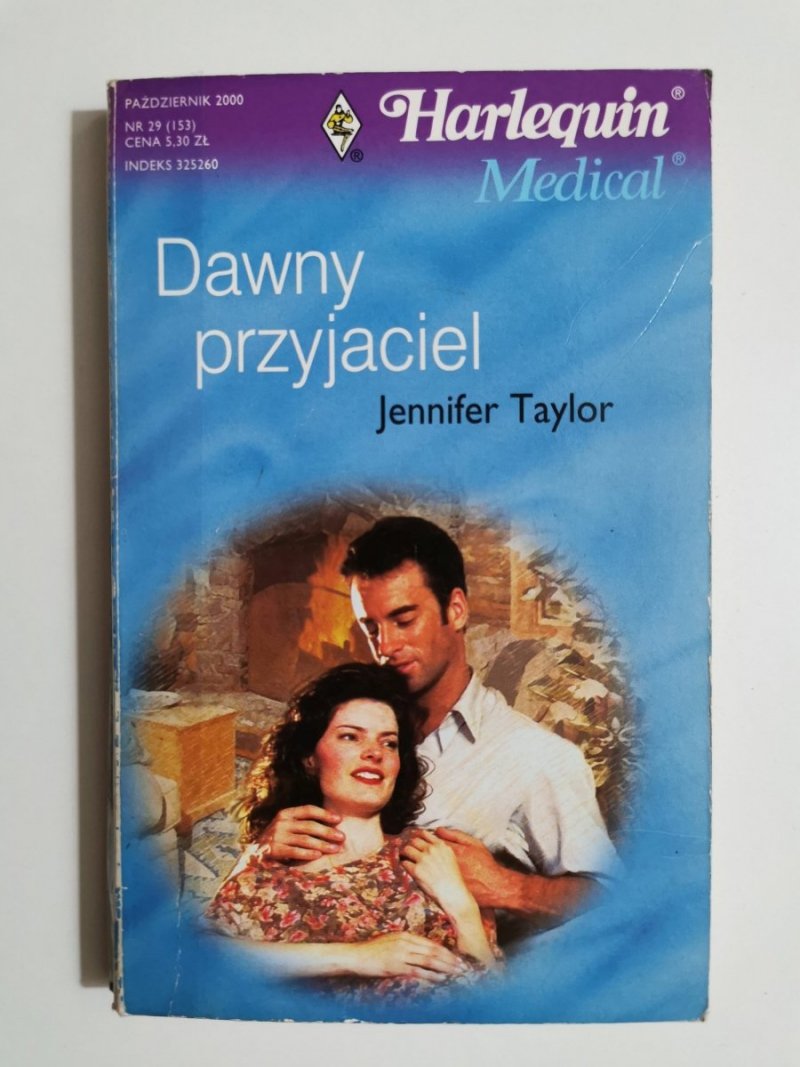 PAŹDZIERNIK 2000
NR 29 (153)
CENA 5,30 ZŁ
INDEKS 325260
®
Harlequin®
Medical®
Dawny
przyjaciel
Jennifer Taylor